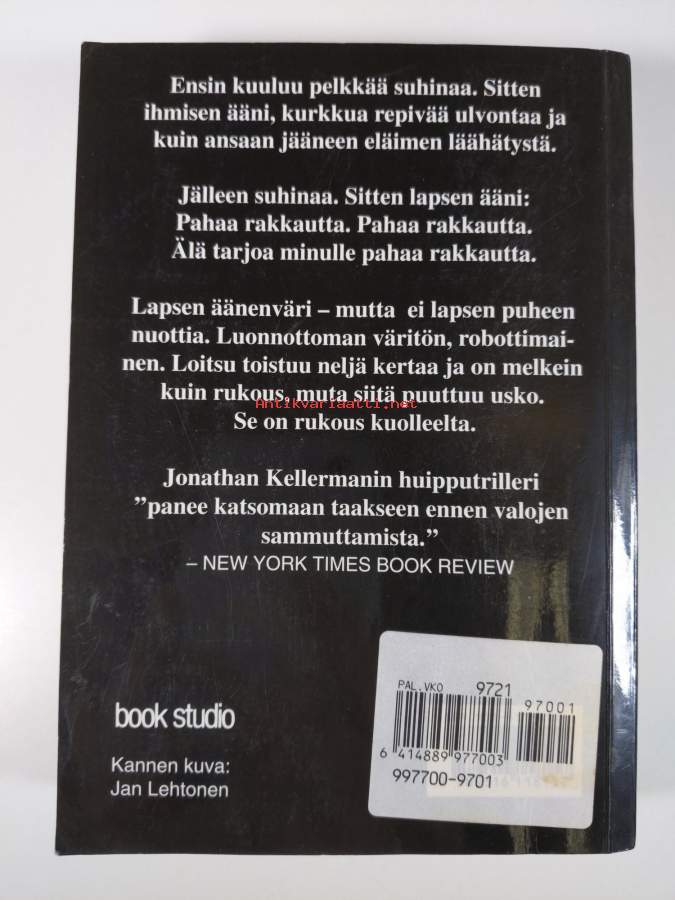 Ensin kuuluu pelkkää suhinaa. Sitten
ihmisen ääni, kurkkua repivää ulvontaa ja
kuin ansaan jääneen eläimen läähätystä.
Jälleen suhinaa. Sitten lapsen ääni:
Pahaa rakkautta. Pahaa rakkautta.
Älä tarjoa minulle pahaa rakkautta.
Lapsen äänenväri – mutta ei lapsen puheen
nuottia. Luonnottoman väritön, robottimai-
nen. Loitsu toistuu neljä kertaa ja on melkein
kuin rukous, muta siitä puuttuu usko.
Antikvariaatti.net
Se on rukous kuolleelta.
Jonathan Kellermanin huipputrilleri
”panee katsomaan taakseen ennen valojen
sammuttamista.”
– NEW YORK TIMES BOOK REVIEW
PAL.VKO 9721
97001
6 414889 977003
997700-9701
book studio
Kannen kuva:
Jan Lehtonen